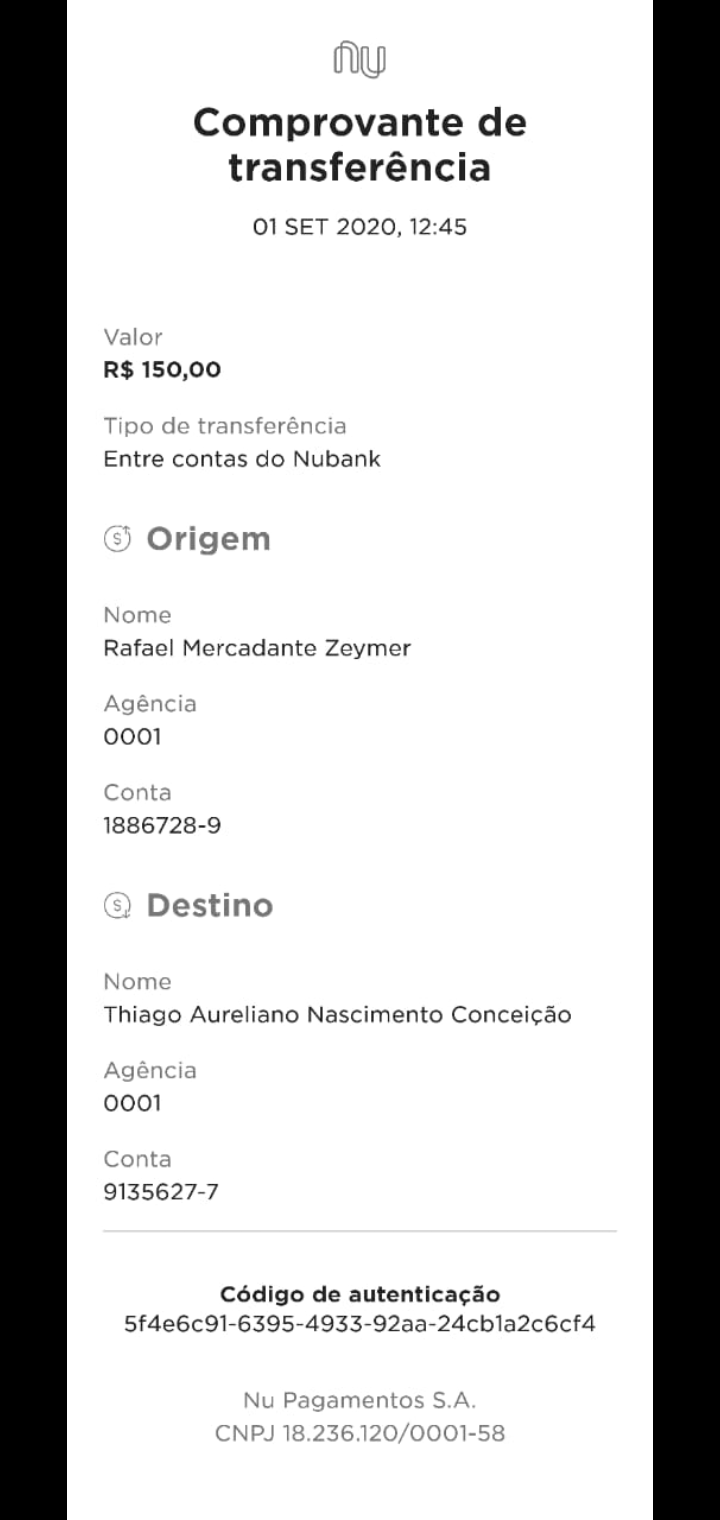 nu
Comprovante de
transferência
01 SET 2020, 12:45
Valor
R$ 150,00
Tipo de transferência
Entre contas do Nubank
Origem
Nome
Rafael Mercadante Zeymer
Agência
0001
Conta
1886728-9
Destino
Nome
Thiago Aureliano Nascimento Conceição
Agência
0001
Conta
9135627-7
Código de autenticação
5f4e6c91-6395-4933-92aa-24cb1a2c6cf4
Nu Pagamentos S.A.
CNPJ 18.236.120/0001-58